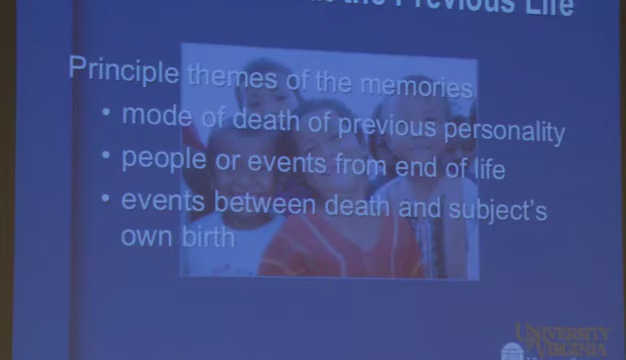 the Previous Life
Principle themes of the memories
• mode of death of previous personality
• people or events from end of life
• events between death and subject's
own birth
UNIVERSITY
VIRGINIA